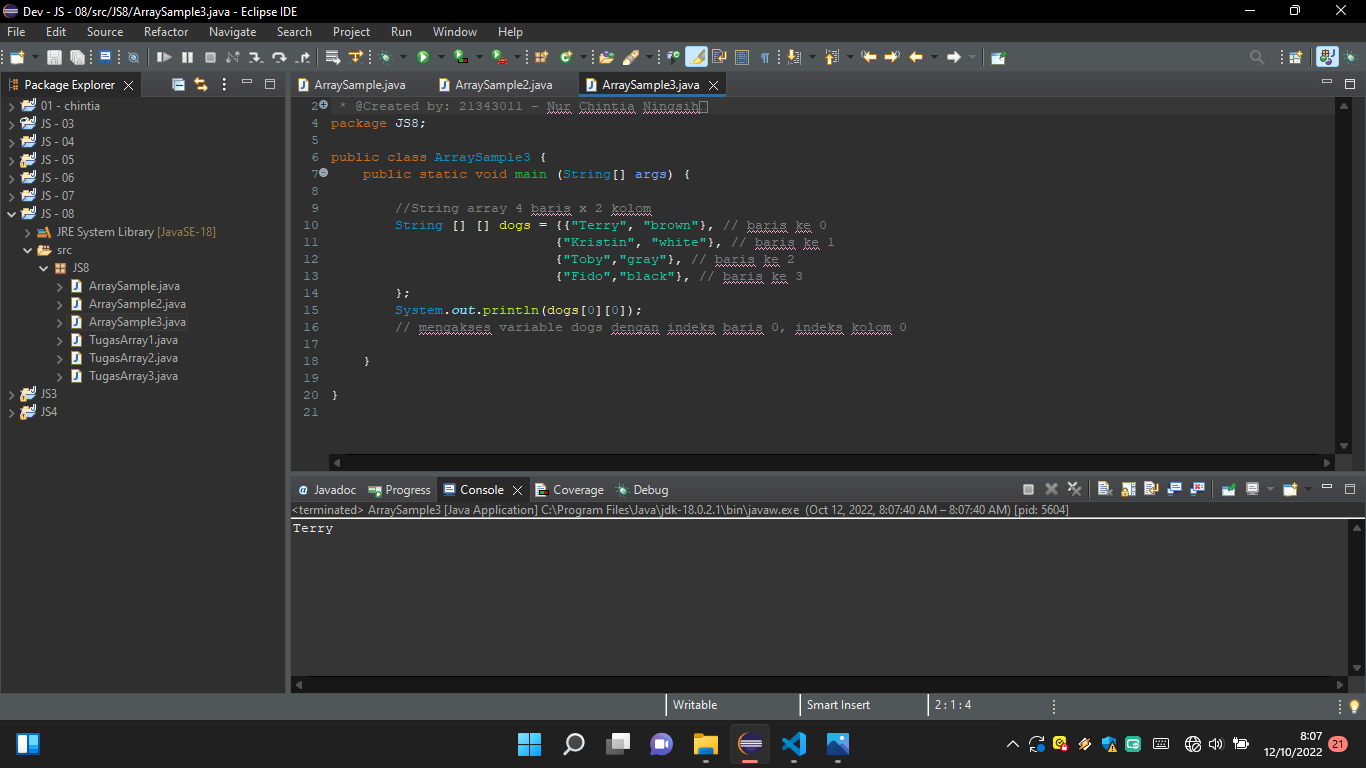 Dev - JS - 08/src/JS8/ArraySample3.java - Eclipse IDE
File Edit Source Refactor Navigate Search Project Run Window Help
Package Explorer
01 - chintia
JS - 03
JS - 04
JS - 05
JS - 06
JS - 07
JS - 08
JRE System Library [JavaSE-18]
src
JS8
ArraySample.java
ArraySample2.java
ArraySample3.java
TugasArray1.java
TugasArray2.java
TugasArray3.java
JS3
JS4
ArraySample.java ArraySample2.java ArraySample3.java
2 * @Created by: 21343011 - Nur Chintia Ningsih
4 package JS8;
5
6 public class ArraySample3 {
7 public static void main (String[] args) {
8
9 //String array 4 baris x 2 kolom
10 String [] [] dogs = {{"Terry", "brown"}, // baris ke 0
11 {"Kristin", "white"}, // baris ke 1
12 {"Toby","gray"}, // baris ke 2
13 {"Fido","black"}, // baris ke 3
14 };
15 System.out.println(dogs[0][0]);
16 // mengakses variable dogs dengan indeks baris 0, indeks kolom 0
17
18 }
19
20 }
21
Javadoc Progress Console Coverage Debug
<terminated> ArraySample3 [Java Application] C:\Program Files\Java\jdk-18.0.2.1\bin\javaw.exe (Oct 12, 2022, 8:07:40 AM – 8:07:40 AM) [pid: 5604]
Terry
Writable Smart Insert 2 : 1 : 4
8:07
12/10/2022
21